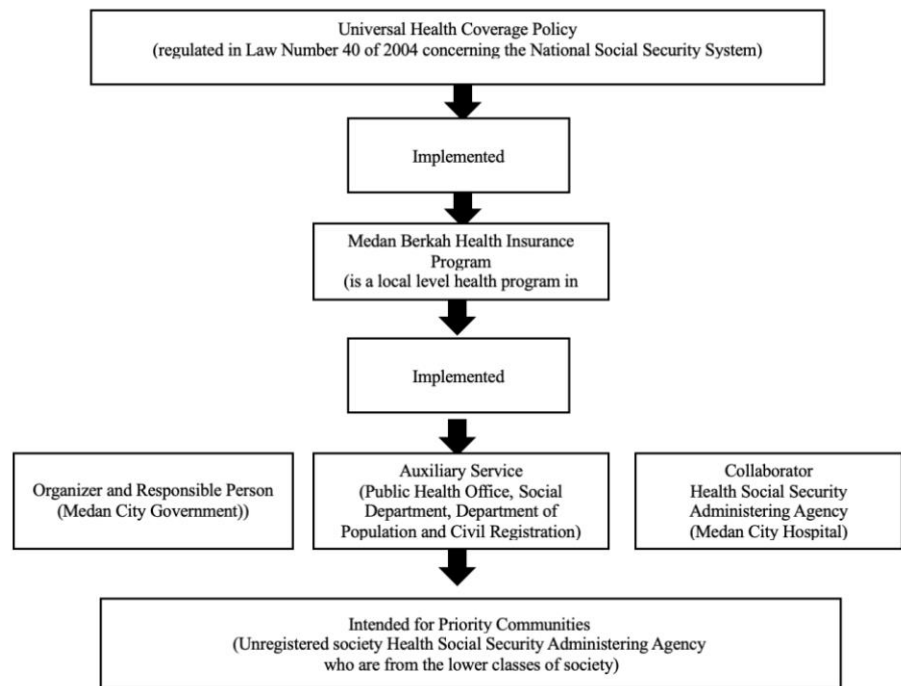 Universal Health Coverage Policy
(regulated in Law Number 40 of 2004 concerning the National Social Security System)
Implemented
Medan Berkah Health Insurance
Program
(is a local level health program in
Implemented
Organizer and Responsible Person
(Medan City Government))
Auxiliary Service
(Public Health Office, Social
Department, Department of
Population and Civil Registration)
Collaborator
Health Social Security
Administering Agency
(Medan City Hospital)
Intended for Priority Communities
(Unregistered society Health Social Security Administering Agency
who are from the lower classes of society)